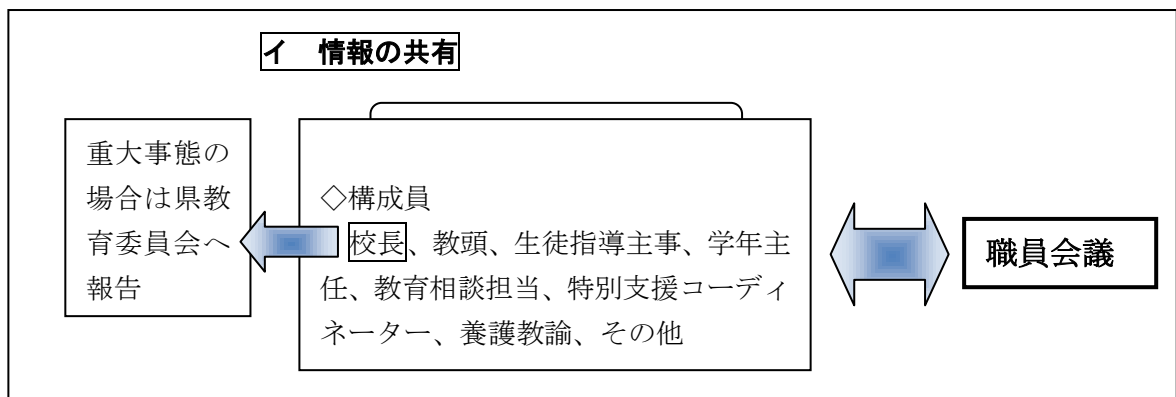 イ　情報の共有
重大事態の
場合は県教
育委員会へ
報告
◇構成員
校長、教頭、生徒指導主事、学年主
任、教育相談担当、特別支援コーディ
ネーター、養護教諭、その他
職員会議